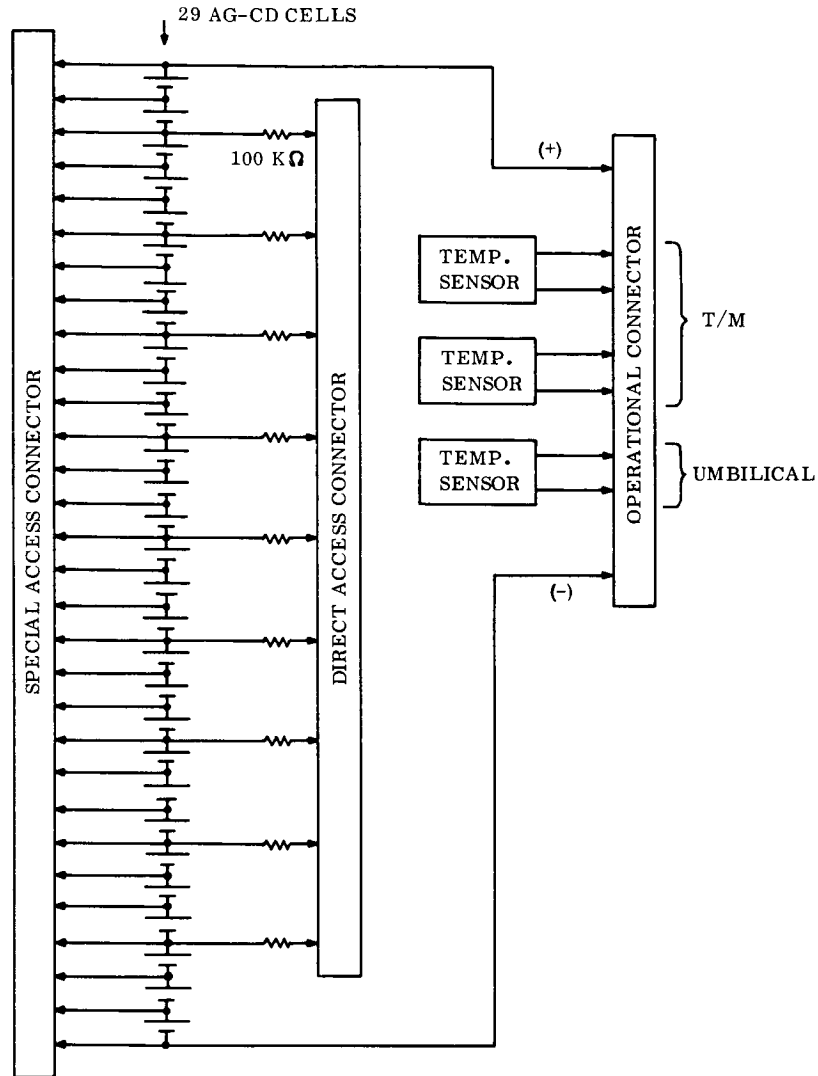 29 AG-CD CELLS
SPECIAL ACCESS CONNECTOR
100 KΩ
DIRECT ACCESS CONNECTOR
(+)
TEMP.
SENSOR
TEMP.
SENSOR
T/M
TEMP.
SENSOR
UMBILICAL
OPERATIONAL CONNECTOR
(-)